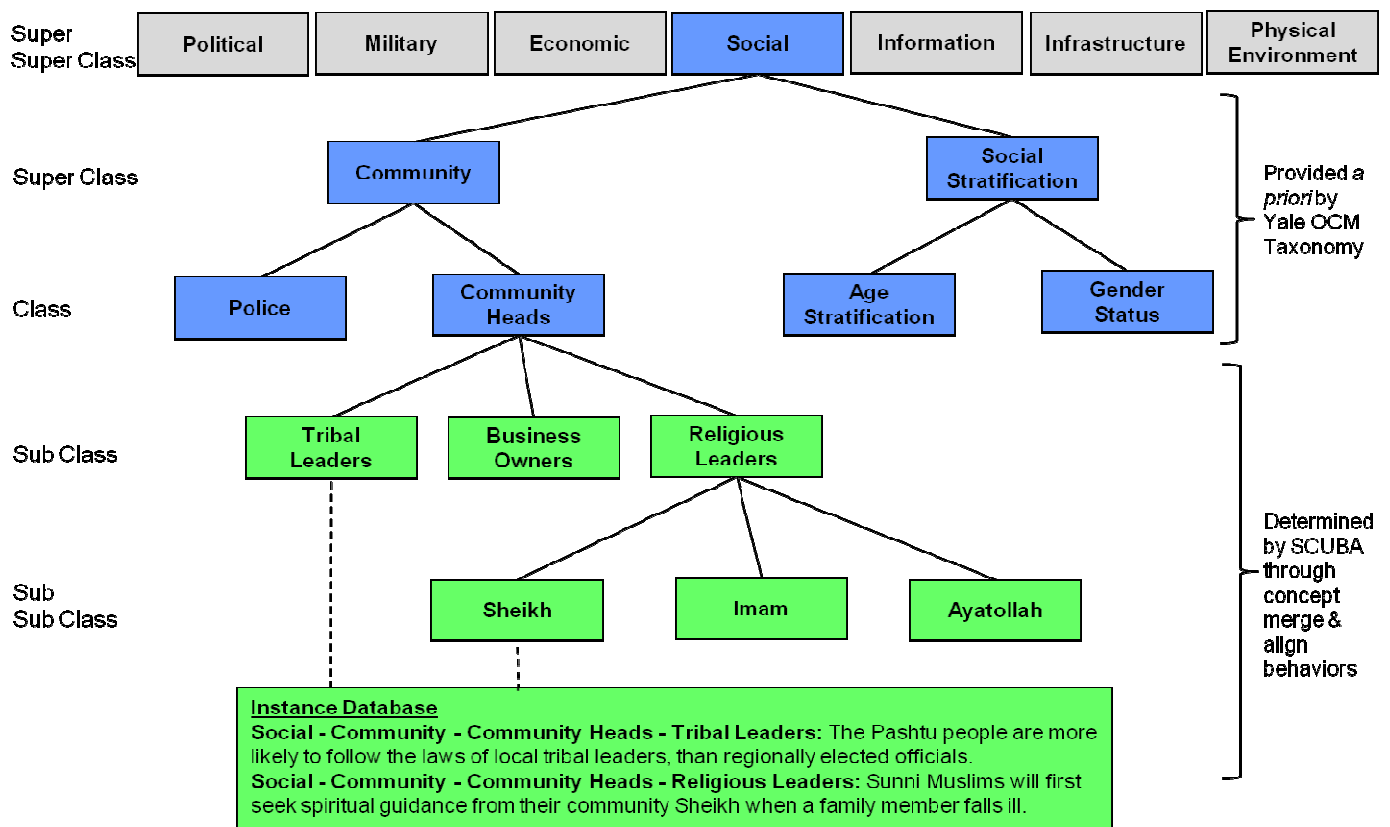 Super
Super Class
Political
Military
Economic
Social
Information
Infrastructure
Physical
Environment
Super Class
Community
Social
Stratification
Provided a
priori by
Yale OCM
Taxonomy
Class
Police
Community
Heads
Age
Stratification
Gender
Status
Sub Class
Tribal
Leaders
Business
Owners
Religious
Leaders
Determined
by SCUBA
through
concept
merge &
align
behaviors
Sub
Sub Class
Sheikh
Imam
Ayatollah
Instance Database
Social - Community - Community Heads - Tribal Leaders: The Pashtu people are more
likely to follow the laws of local tribal leaders, than regionally elected officials.
Social - Community - Community Heads - Religious Leaders: Sunni Muslims will first
seek spiritual guidance from their community Sheikh when a family member falls ill.